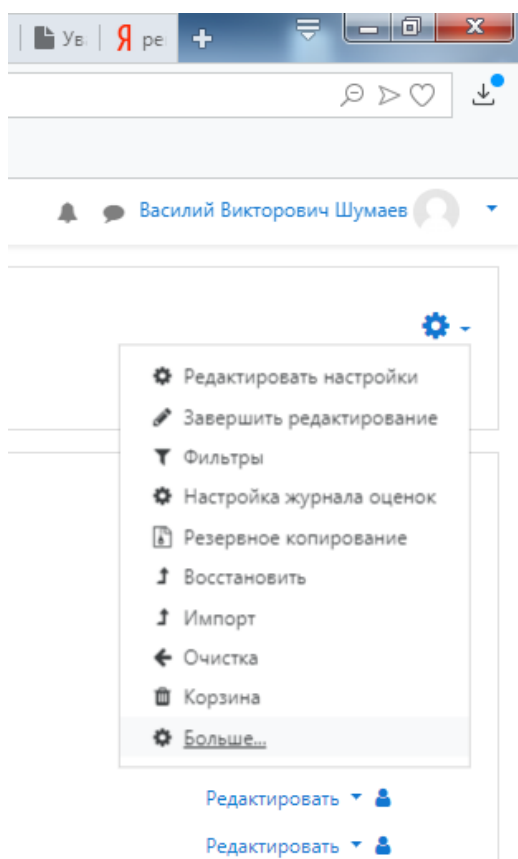 Ув. Я ре
Василий Викторович Шумаев
Редактировать настройки
Завершить редактирование
Фильтры
Настройка журнала оценок
Резервное копирование
Восстановить
Импорт
Очистка
Корзина
Больше...
Редактировать
Редактировать